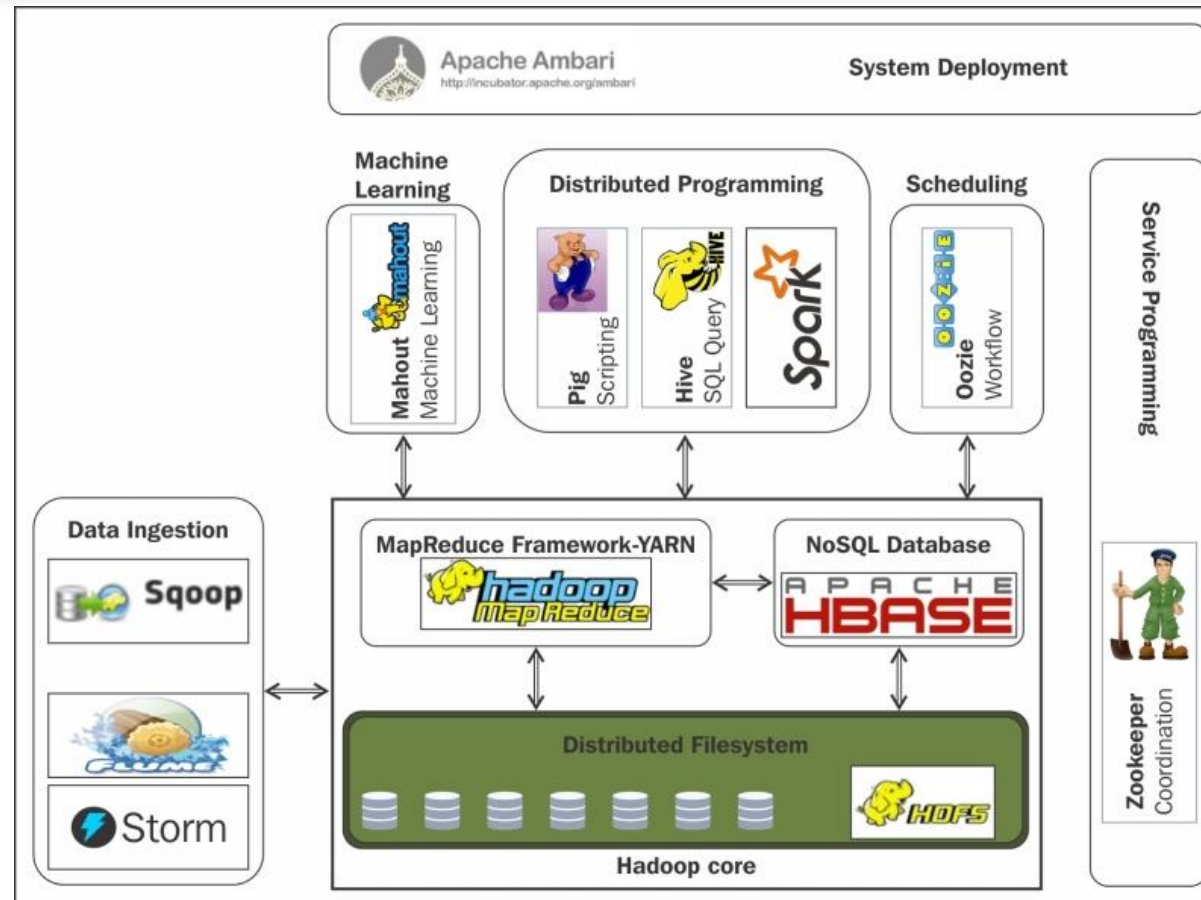 Apache Ambari
http://incubator.apache.org/ambari
System Deployment
Machine
Learning
mahout
Mahout
Machine Learning
Distributed Programming
Pig
Scripting
HIVE
Hive
SQL Query
Spark
Scheduling
OOZIE
Oozie
Workflow
Service Programming
Zookeeper
Coordination
Data Ingestion
Sqoop
FLUME
Storm
MapReduce Framework-YARN
hadoop
Map Reduce
NoSQL Database
APACHE
HBASE
Distributed Filesystem
HDFS
Hadoop core